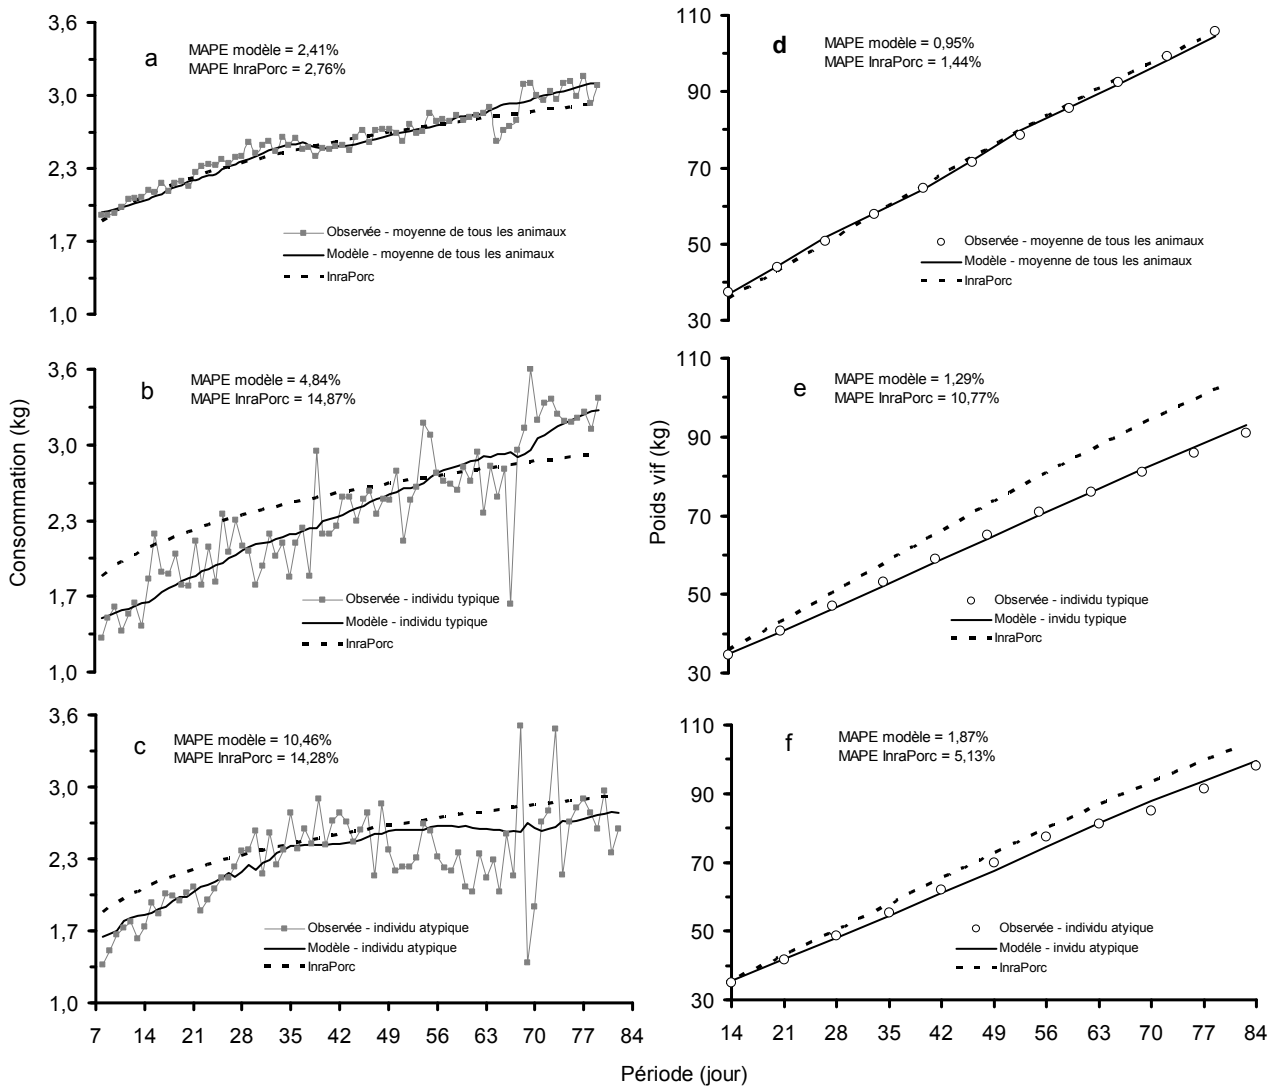 Consommation (kg)
3,6
3,0
2,3
1,7
1,0
a
MAPE modèle = 2,41%
MAPE InraPorc = 2,76%
Observée - moyenne de tous les animaux
Modèle - moyenne de tous les animaux
InraPorc
3,6
3,0
2,3
1,7
1,0
b
MAPE modèle = 4,84%
MAPE InraPorc = 14,87%
Observée - individu typique
Modèle - individu typique
InraPorc
3,6
3,0
2,3
1,7
1,0
c
MAPE modèle = 10,46%
MAPE InraPorc = 14,28%
Observée - individu atypique
Modèle - individu atypique
InraPorc
7 14 21 28 35 42 49 56 63 70 77 84
Poids vif (kg)
110
90
70
50
30
d
MAPE modèle = 0,95%
MAPE InraPorc = 1,44%
Observée - moyenne de tous les animaux
Modèle - moyenne de tous les animaux
InraPorc
110
90
70
50
30
e
MAPE modèle = 1,29%
MAPE InraPorc = 10,77%
Observée - individu typique
Modèle - invidu typique
InraPorc
110
90
70
50
30
f
MAPE modèle = 1,87%
MAPE InraPorc = 5,13%
Observée - individu atyique
Modéle - invidu atypique
InraPorc
14 21 28 35 42 49 56 63 70 77 84
Période (jour)